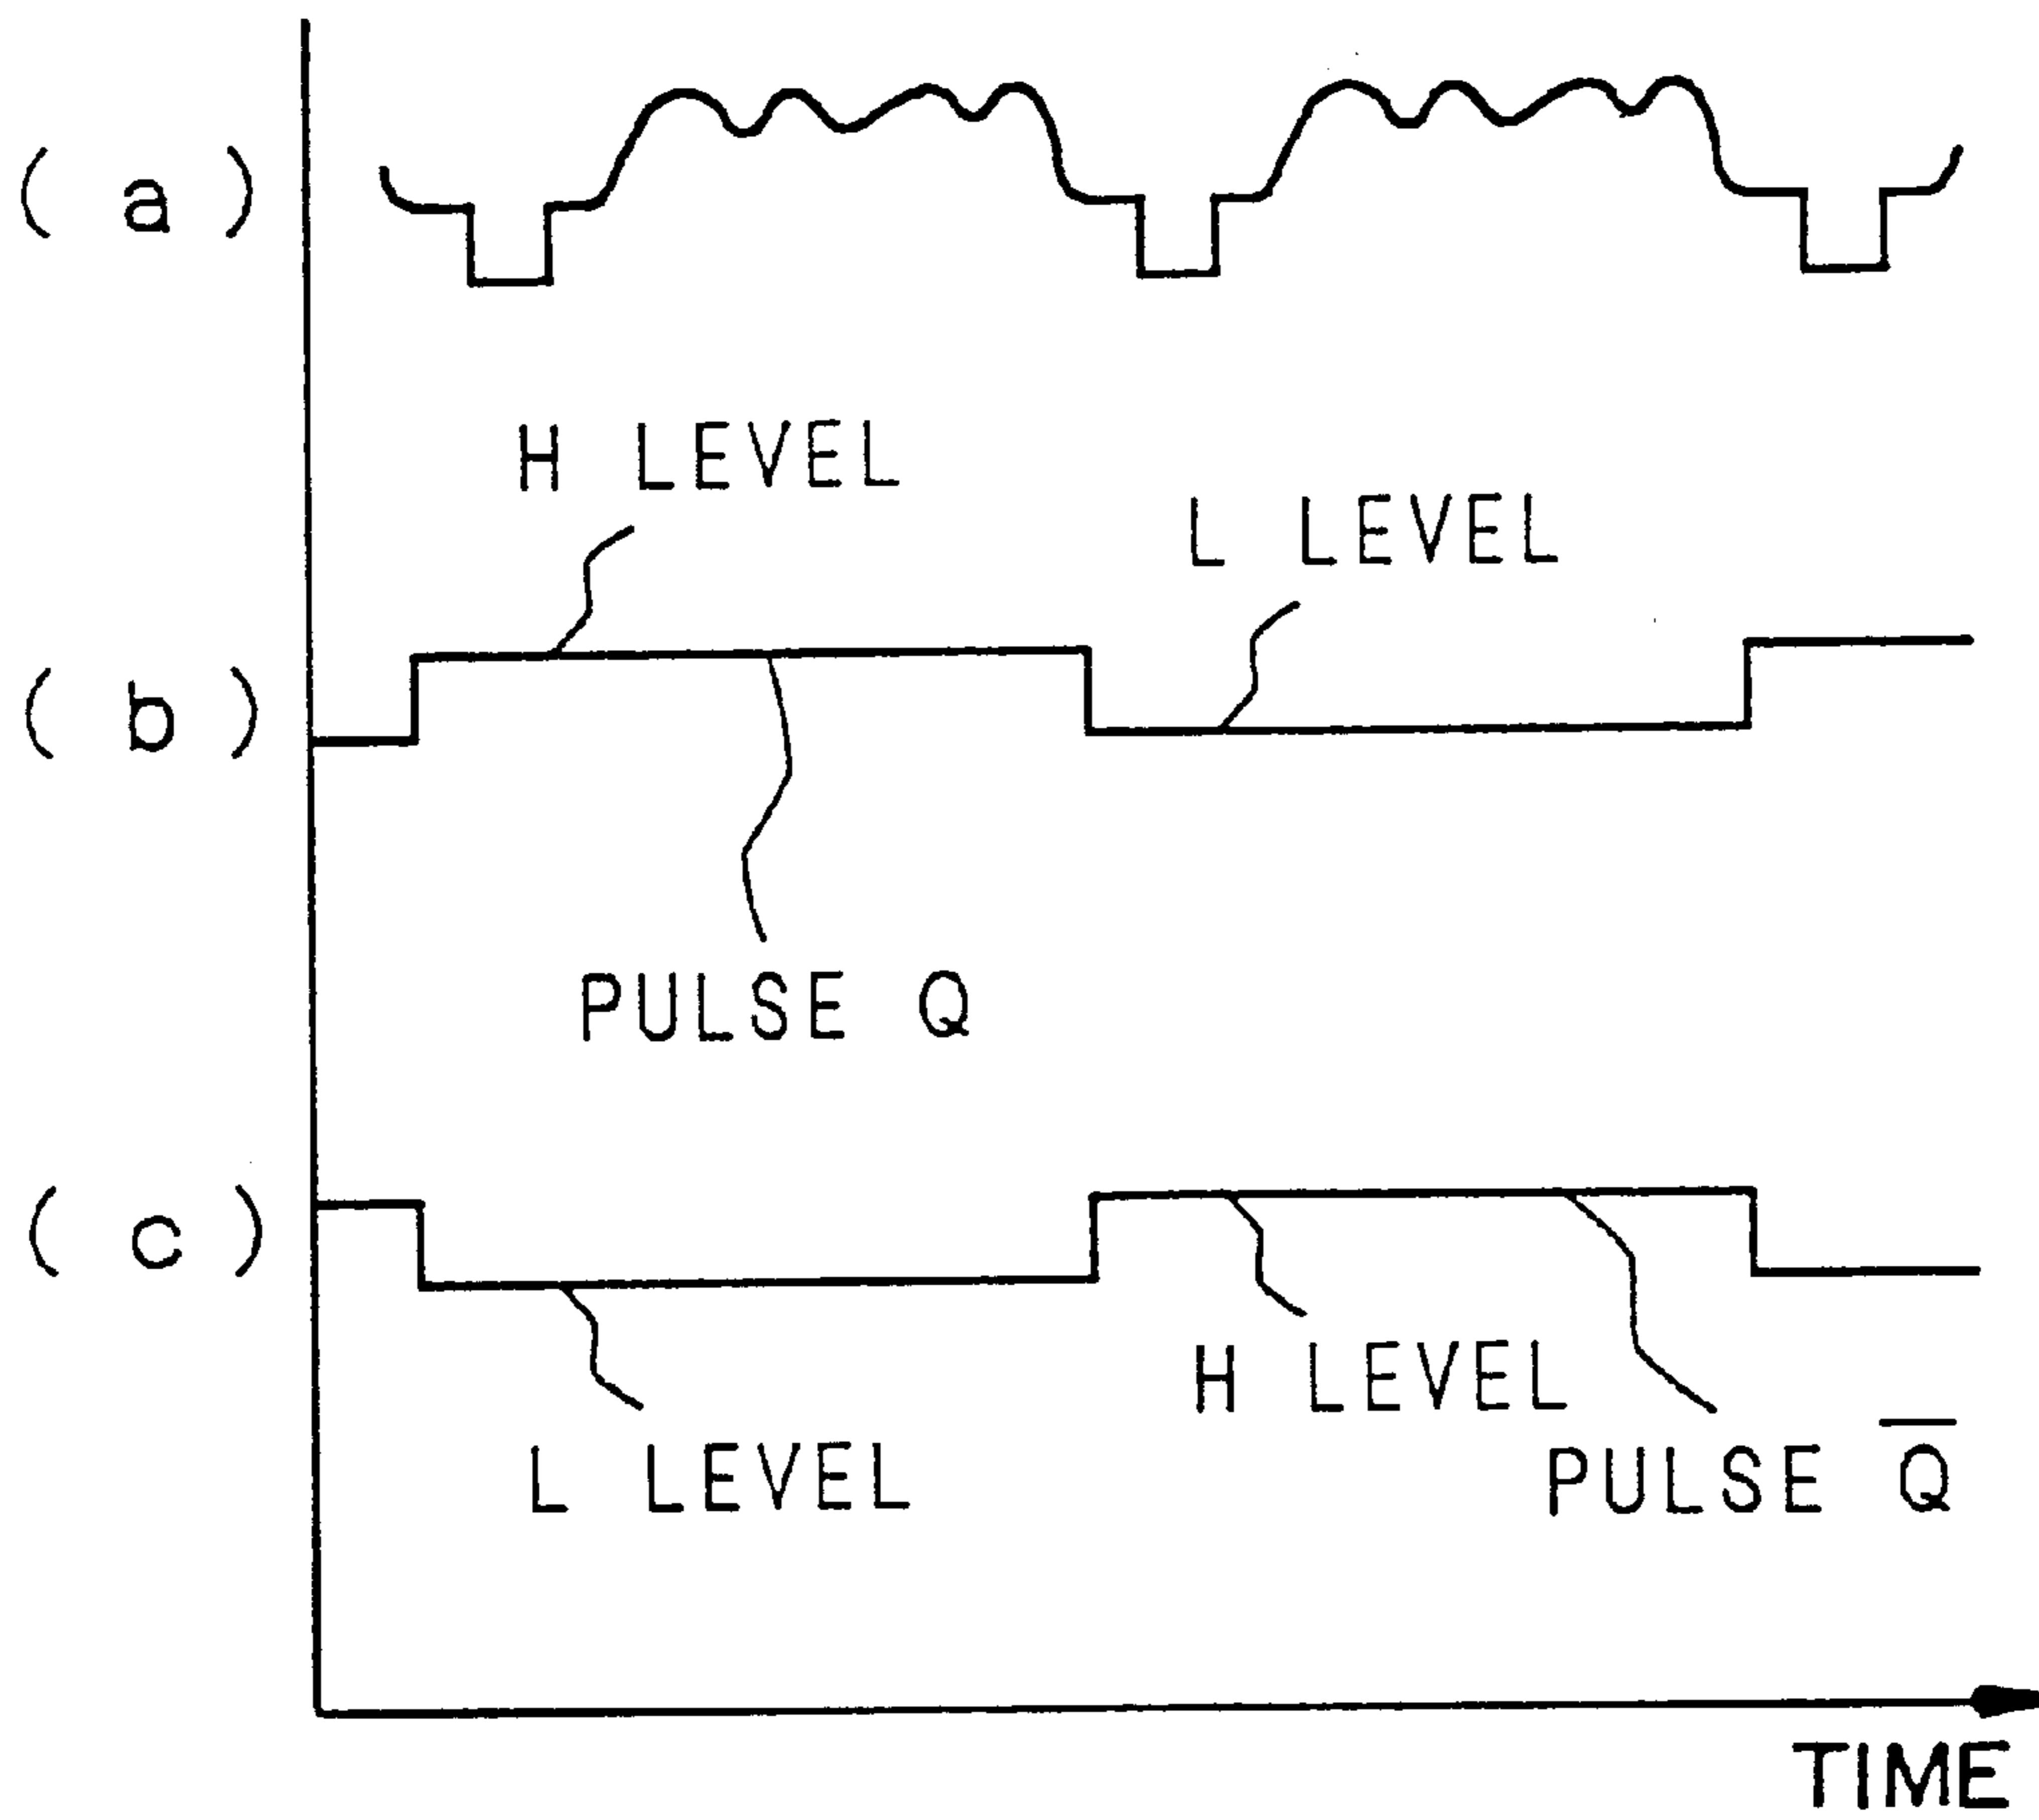 ( a )
H LEVEL
L LEVEL
( b )
PULSE Q
( c )
H LEVEL
L LEVEL
PULSE Q̅
TIME